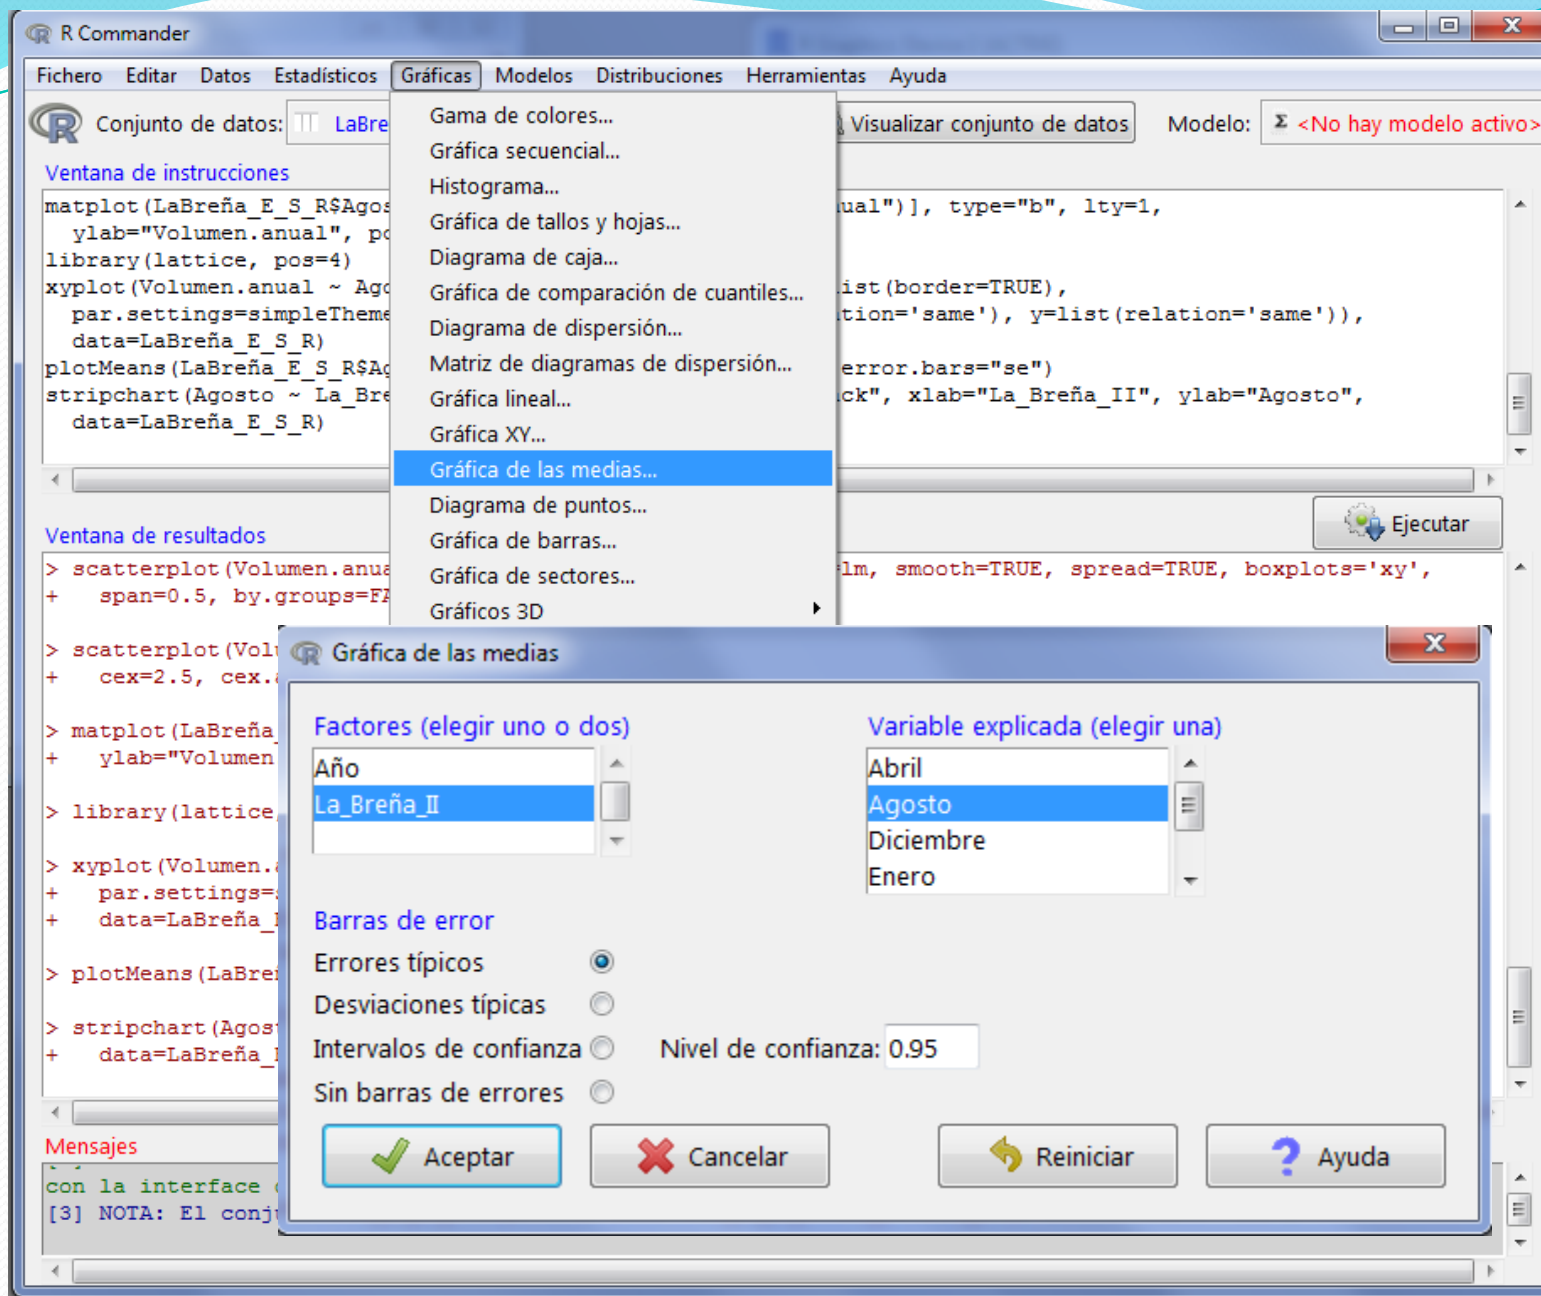 R Commander
Fichero Editar Datos Estadísticos Gráficas Modelos Distribuciones Herramientas Ayuda
Conjunto de datos: LaBre Visualizar conjunto de datos Modelo: Σ <No hay modelo activo>
Gama de colores...
Gráfica secuencial...
Histograma...
Gráfica de tallos y hojas...
Diagrama de caja...
Gráfica de comparación de cuantiles...
Diagrama de dispersión...
Matriz de diagramas de dispersión...
Gráfica lineal...
Gráfica XY...
Gráfica de las medias...
Diagrama de puntos...
Gráfica de barras...
Gráfica de sectores...
Gráficos 3D
Ventana de instrucciones
matplot(LaBreña_E_S_R$Agos ual")], type="b", lty=1,
ylab="Volumen.anual", po
library(lattice, pos=4)
xyplot(Volumen.anual ~ Ago ist(border=TRUE),
par.settings=simpleTheme tion='same'), y=list(relation='same')),
data=LaBreña_E_S_R)
plotMeans(LaBreña_E_S_R$Ag error.bars="se")
stripchart(Agosto ~ La_Bre ck", xlab="La_Breña_II", ylab="Agosto",
data=LaBreña_E_S_R)
Ejecutar
Ventana de resultados
> scatterplot(Volumen.anua =lm, smooth=TRUE, spread=TRUE, boxplots='xy',
+ span=0.5, by.groups=FA
> scatterplot(Volu
+ cex=2.5, cex.a
> matplot(LaBreña_
+ ylab="Volumen
> library(lattice,
> xyplot(Volumen.a
+ par.settings=s
+ data=LaBreña_E
> plotMeans(LaBreñ
> stripchart(Agost
+ data=LaBreña_E
Mensajes
con la interface
[3] NOTA: El conju
Gráfica de las medias
Factores (elegir uno o dos)
Año
La_Breña_II
Variable explicada (elegir una)
Abril
Agosto
Diciembre
Enero
Barras de error
Errores típicos
Desviaciones típicas
Intervalos de confianza Nivel de confianza: 0.95
Sin barras de errores
Aceptar Cancelar Reiniciar Ayuda